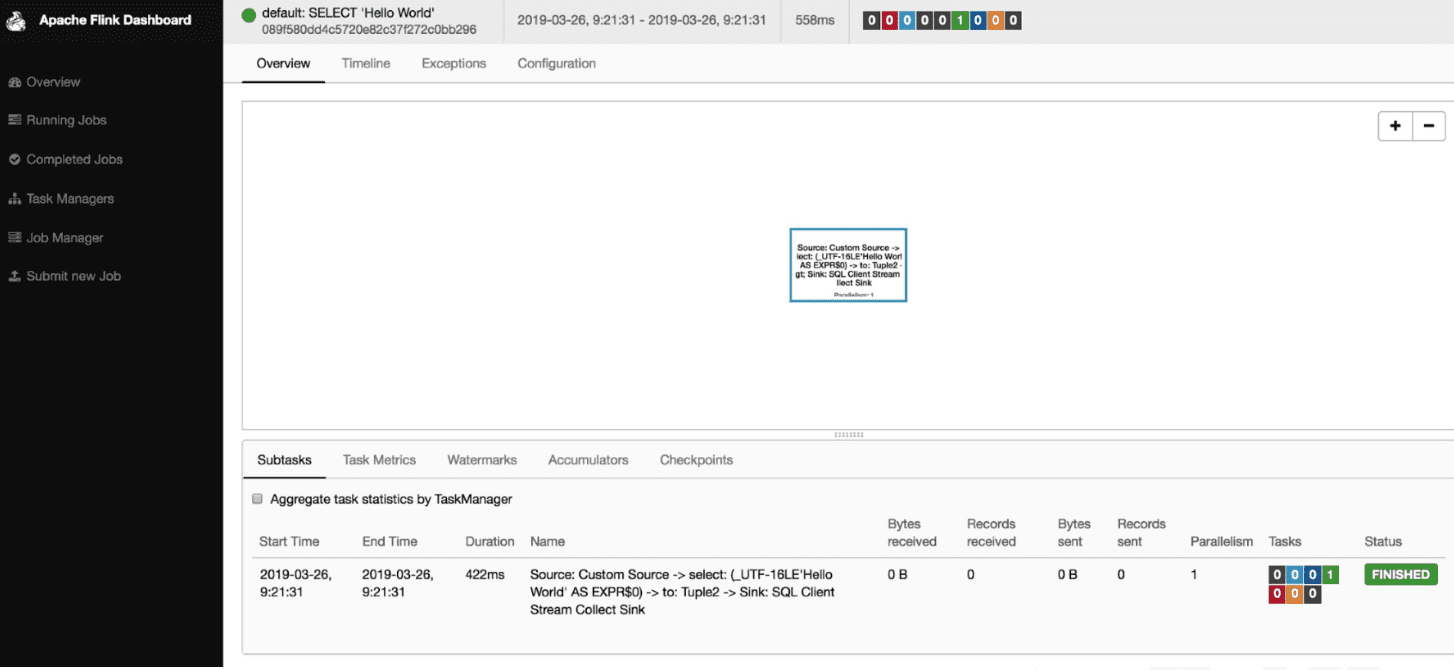 Apache Flink Dashboard
Overview
Running Jobs
Completed Jobs
Task Managers
Job Manager
Submit new Job
default: SELECT 'Hello World'
089f580dd4c5720e82c37f272c0bb296
2019-03-26, 9:21:31 - 2019-03-26, 9:21:31
558ms
0 0 0 0 0 1 0 0 0
Overview Timeline Exceptions Configuration
+ −
Source: Custom Source ->
lect: (_UTF-16LE'Hello Worl
AS EXPR$0) -> to: Tuple2 -
gt; Sink: SQL Client Stream
llect Sink
Parallelism: 1
Subtasks Task Metrics Watermarks Accumulators Checkpoints
Aggregate task statistics by TaskManager
Start Time End Time Duration Name Bytes received Records received Bytes sent Records sent Parallelism Tasks Status
2019-03-26, 2019-03-26, 422ms Source: Custom Source -> select: (_UTF-16LE'Hello 0 B 0 0 B 0 1 0 0 0 1 FINISHED
9:21:31 9:21:31 World' AS EXPR$0) -> to: Tuple2 -> Sink: SQL Client 0 0 0
Stream Collect Sink